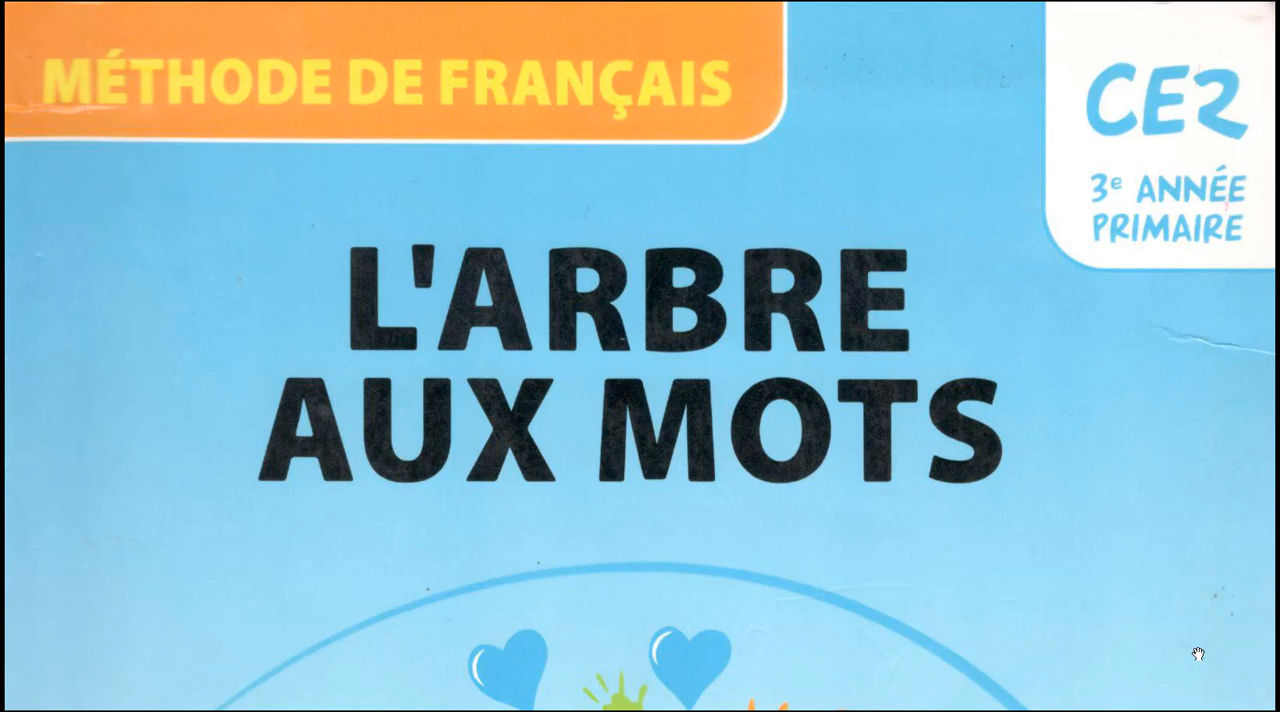 MÉTHODE DE FRANÇAIS
CE2
3e ANNÉE
PRIMAIRE
L'ARBRE
AUX MOTS